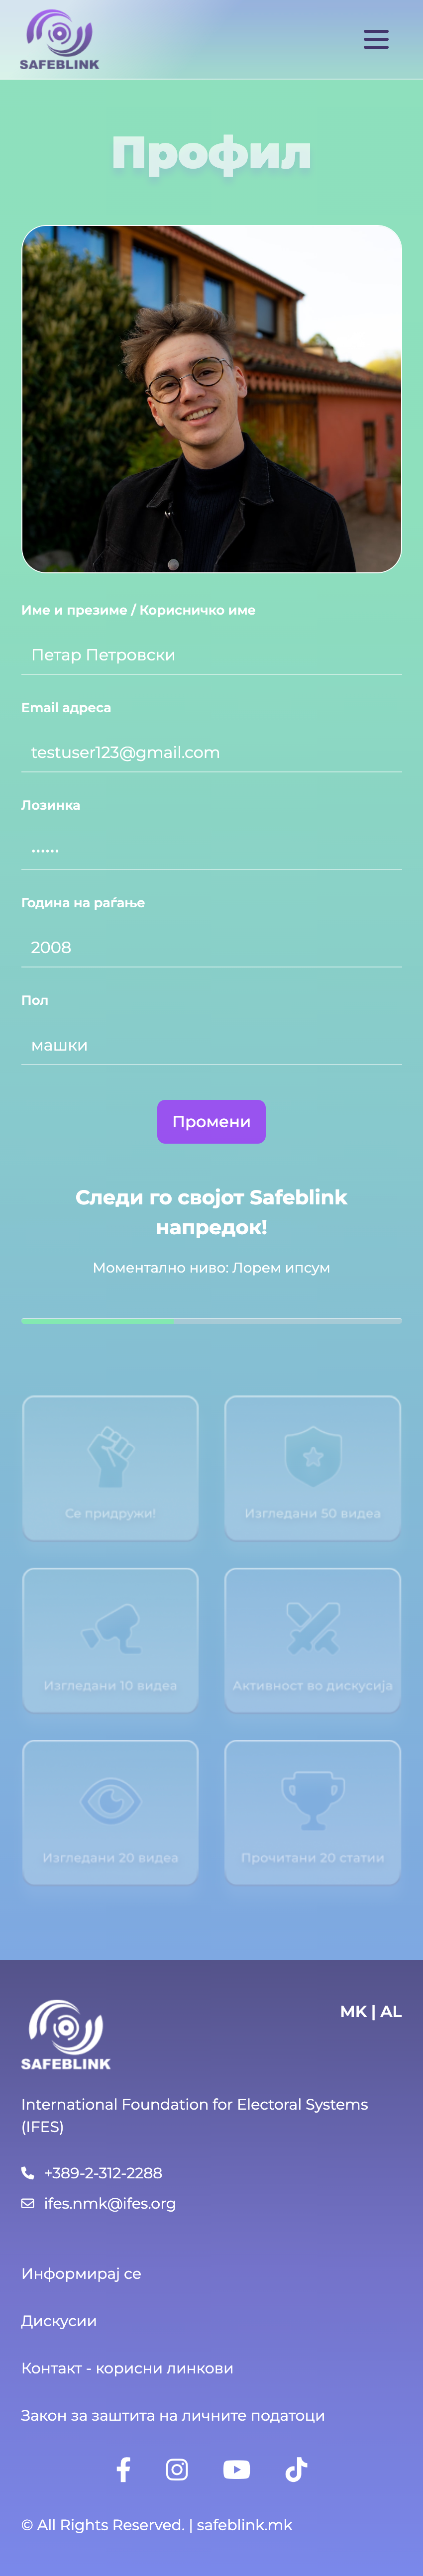 SAFEBLINK
Профил
Име и презиме / Корисничко име
Петар Петровски
Email адреса
testuser123@gmail.com
Лозинка
••••••
Година на раѓање
2008
Пол
машки
Промени
Следи го својот Safeblink
напредок!
Моментално ниво: Лорем ипсум
Се придружи!
Изгледани 50 видеа
Изгледани 10 видеа
Активност во дискусија
Изгледани 20 видеа
Прочитани 20 статии
SAFEBLINK
MK | AL
International Foundation for Electoral Systems
(IFES)
+389-2-312-2288
ifes.nmk@ifes.org
Информирај се
Дискусии
Контакт - корисни линкови
Закон за заштита на личните податоци
© All Rights Reserved. | safeblink.mk